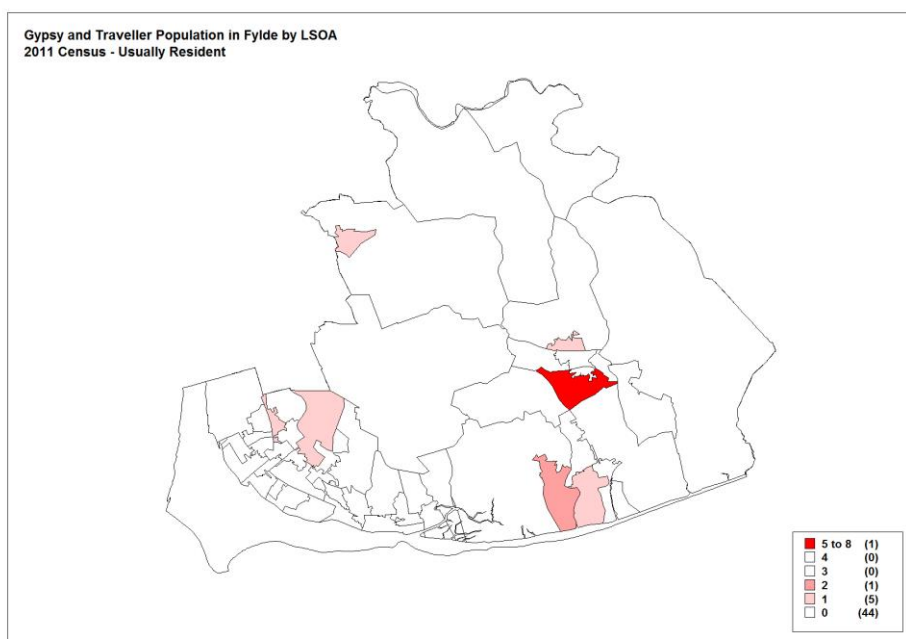 Gypsy and Traveller Population in Fylde by LSOA
2011 Census - Usually Resident
5 to 8 (1)
4 (0)
3 (0)
2 (1)
1 (5)
0 (44)